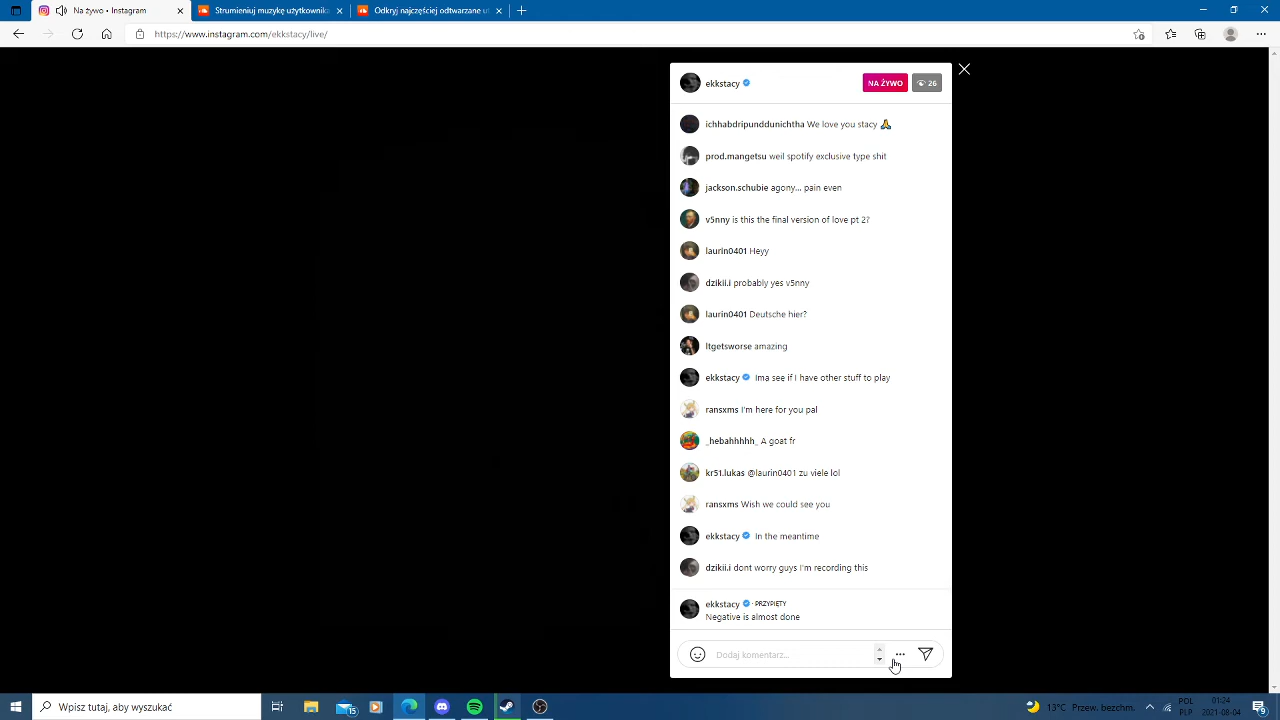 Na żywo • Instagram
Strumieniuj muzykę użytkownika
Odkryj najczęściej odtwarzane ut
https://www.instagram.com/ekkstacy/live/
ekkstacy
NA ŻYWO
26
ichhabdripunddunichtha We love you stacy 🙏
prod.mangetsu weil spotify exclusive type shit
jackson.schubie agony... pain even
v5nny is this the final version of love pt 2?
laurin0401 Heyy
dzikii.i probably yes v5nny
laurin0401 Deutsche hier?
ltgetsworse amazing
ekkstacy Ima see if I have other stuff to play
ransxms I'm here for you pal
_hebahhhhh_ A goat fr
kr51.lukas @laurin0401 zu viele lol
ransxms Wish we could see you
ekkstacy In the meantime
dzikii.i dont worry guys I'm recording this
ekkstacy · PRZYPIĘTY
Negative is almost done
Dodaj komentarz...
Wpisz tutaj, aby wyszukać
13°C Przew. bezchm.
POL
PLP
01:24
2021-08-04